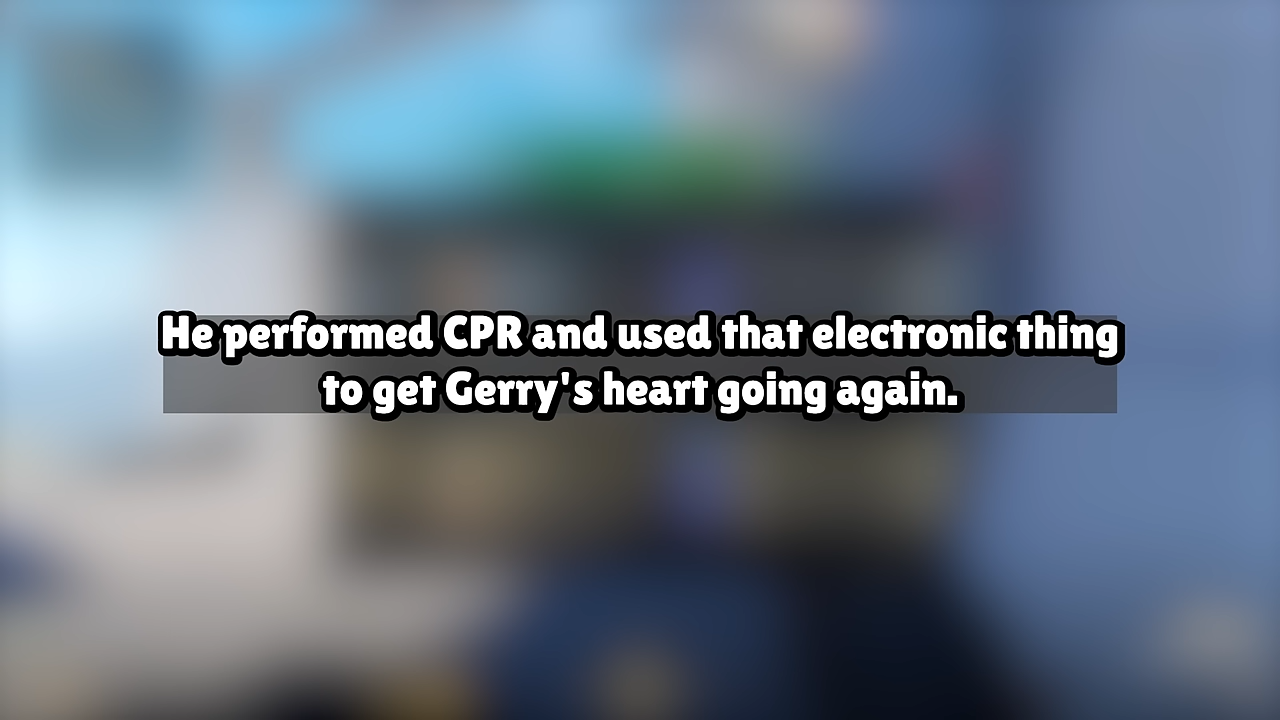 He performed CPR and used that electronic thing
to get Gerry's heart going again.